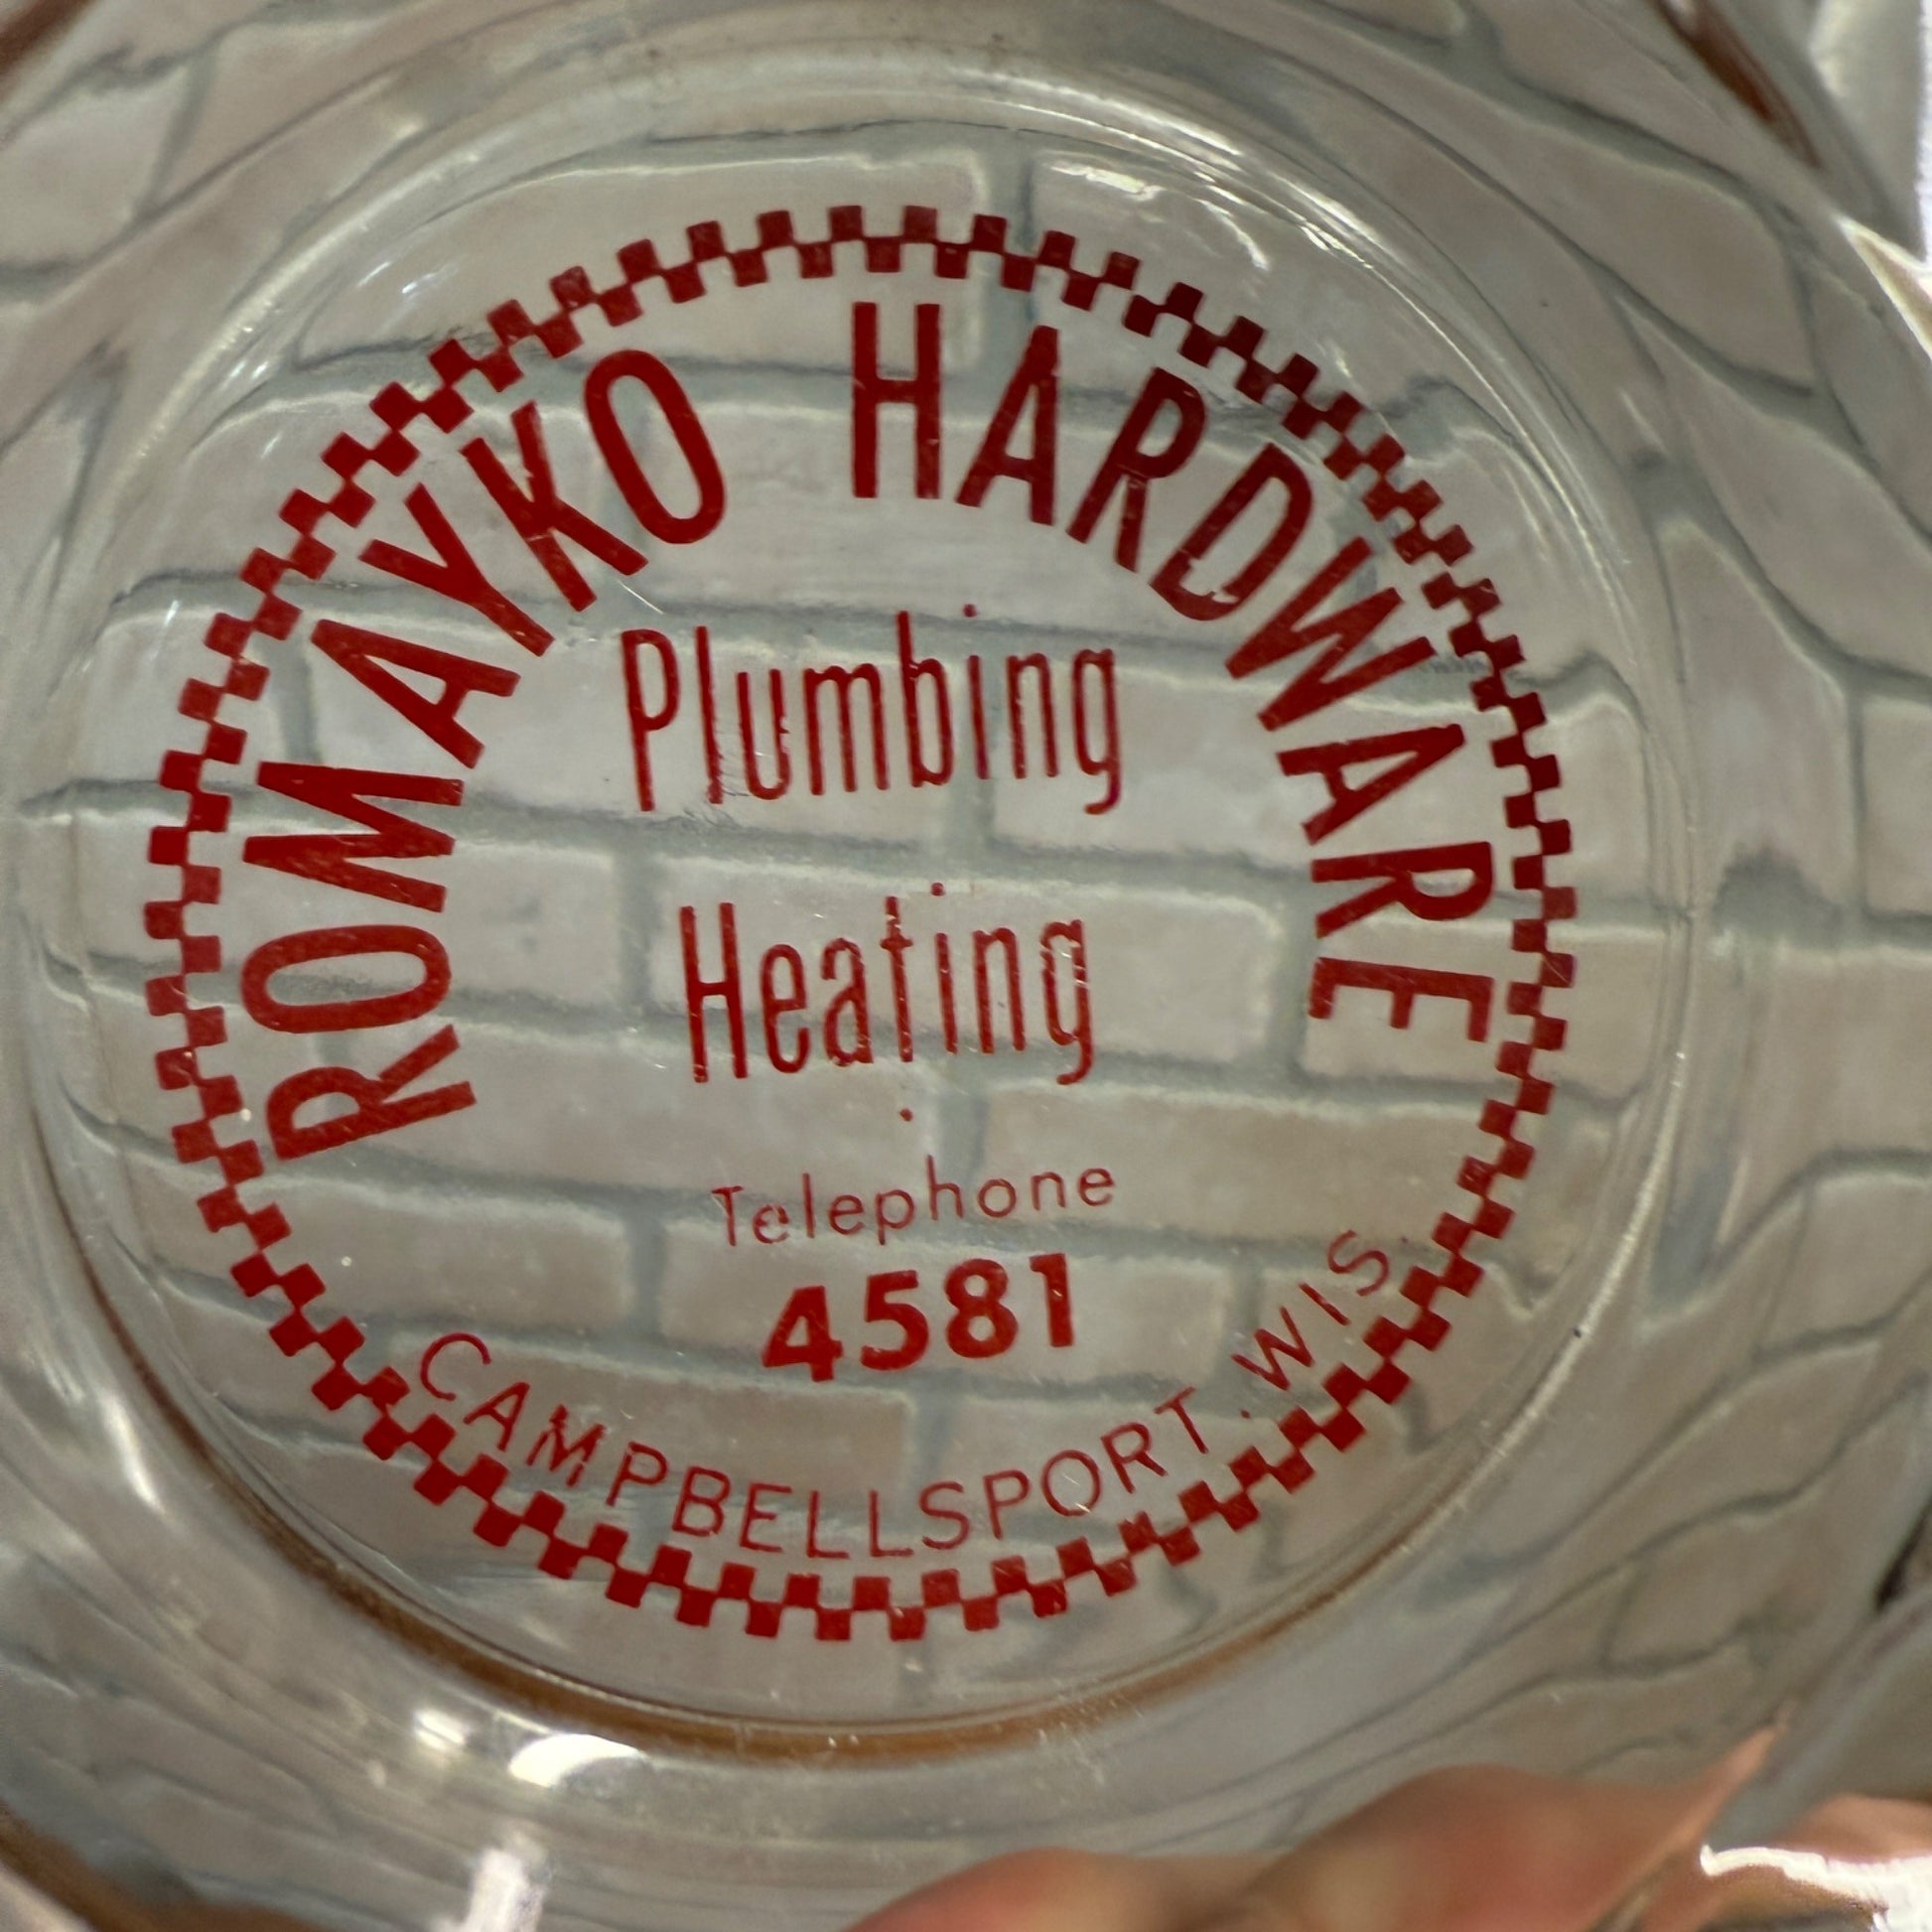 ROMAYKO HARDWARE
Plumbing
Heating
Telephone
4581
CAMPBELLSPORT, WIS.